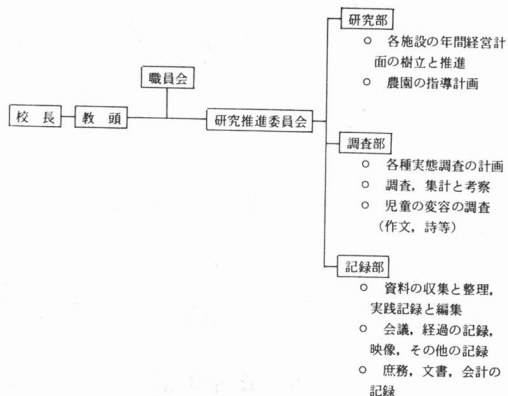 校長
教頭
職員会
研究推進委員会
研究部
○ 各施設の年間経営計
面の樹立と推進
○ 農園の指導計画
調査部
○ 各種実態調査の計画
○ 調査，集計と考察
○ 児童の変容の調査
（作文，詩等）
記録部
○ 資料の収集と整理，
実践記録と編集
○ 会議，経過の記録，
映像，その他の記録
○ 庶務，文書，会計の
記録